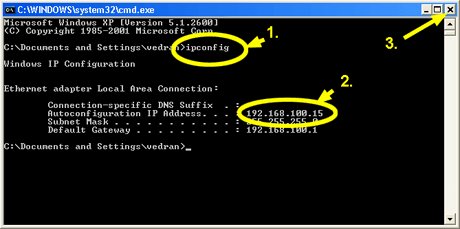 C:\WINDOWS\system32\cmd.exe
Microsoft Windows XP [Version 5.1.2600]
(C) Copyright 1985-2001 Microsoft Corp.
1.
3.
C:\Documents and Settings\vedran>ipconfig
Windows IP Configuration
Ethernet adapter Local Area Connection:
2.
Connection-specific DNS Suffix . :
Autoconfiguration IP Address. . . : 192.168.100.15
Subnet Mask . . . . . . . . . . . : 255.255.255.0
Default Gateway . . . . . . . . . : 192.168.100.1
C:\Documents and Settings\vedran>_